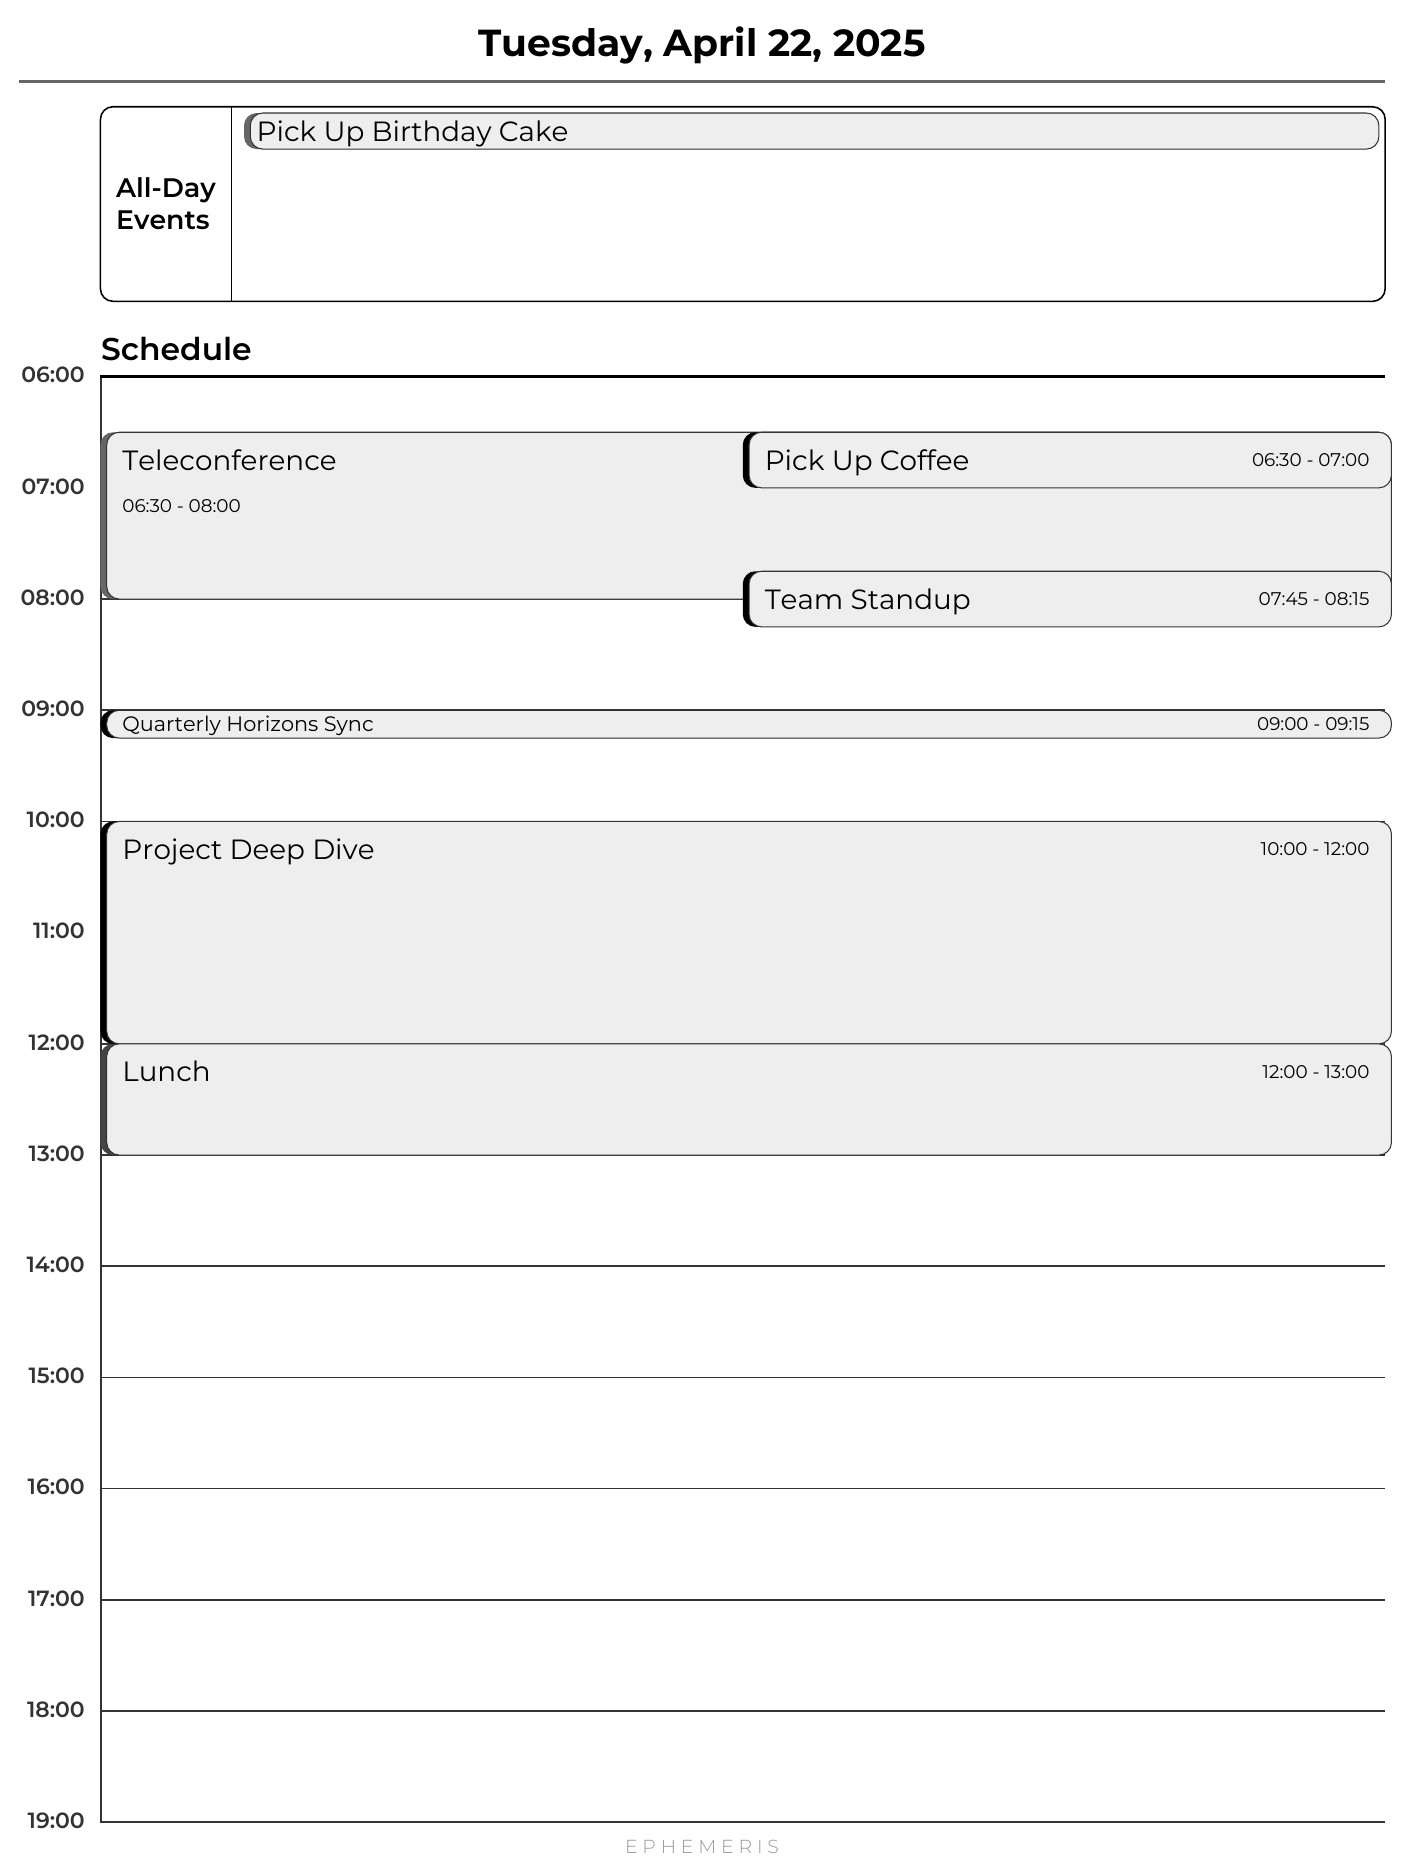 Tuesday, April 22, 2025
Pick Up Birthday Cake
All-Day
Events
Schedule
06:00
Teleconference
Pick Up Coffee 06:30 - 07:00
07:00
06:30 - 08:00
08:00
Team Standup 07:45 - 08:15
09:00
Quarterly Horizons Sync 09:00 - 09:15
10:00
Project Deep Dive 10:00 - 12:00
11:00
12:00
Lunch 12:00 - 13:00
13:00
14:00
15:00
16:00
17:00
18:00
19:00
EPHEMERIS